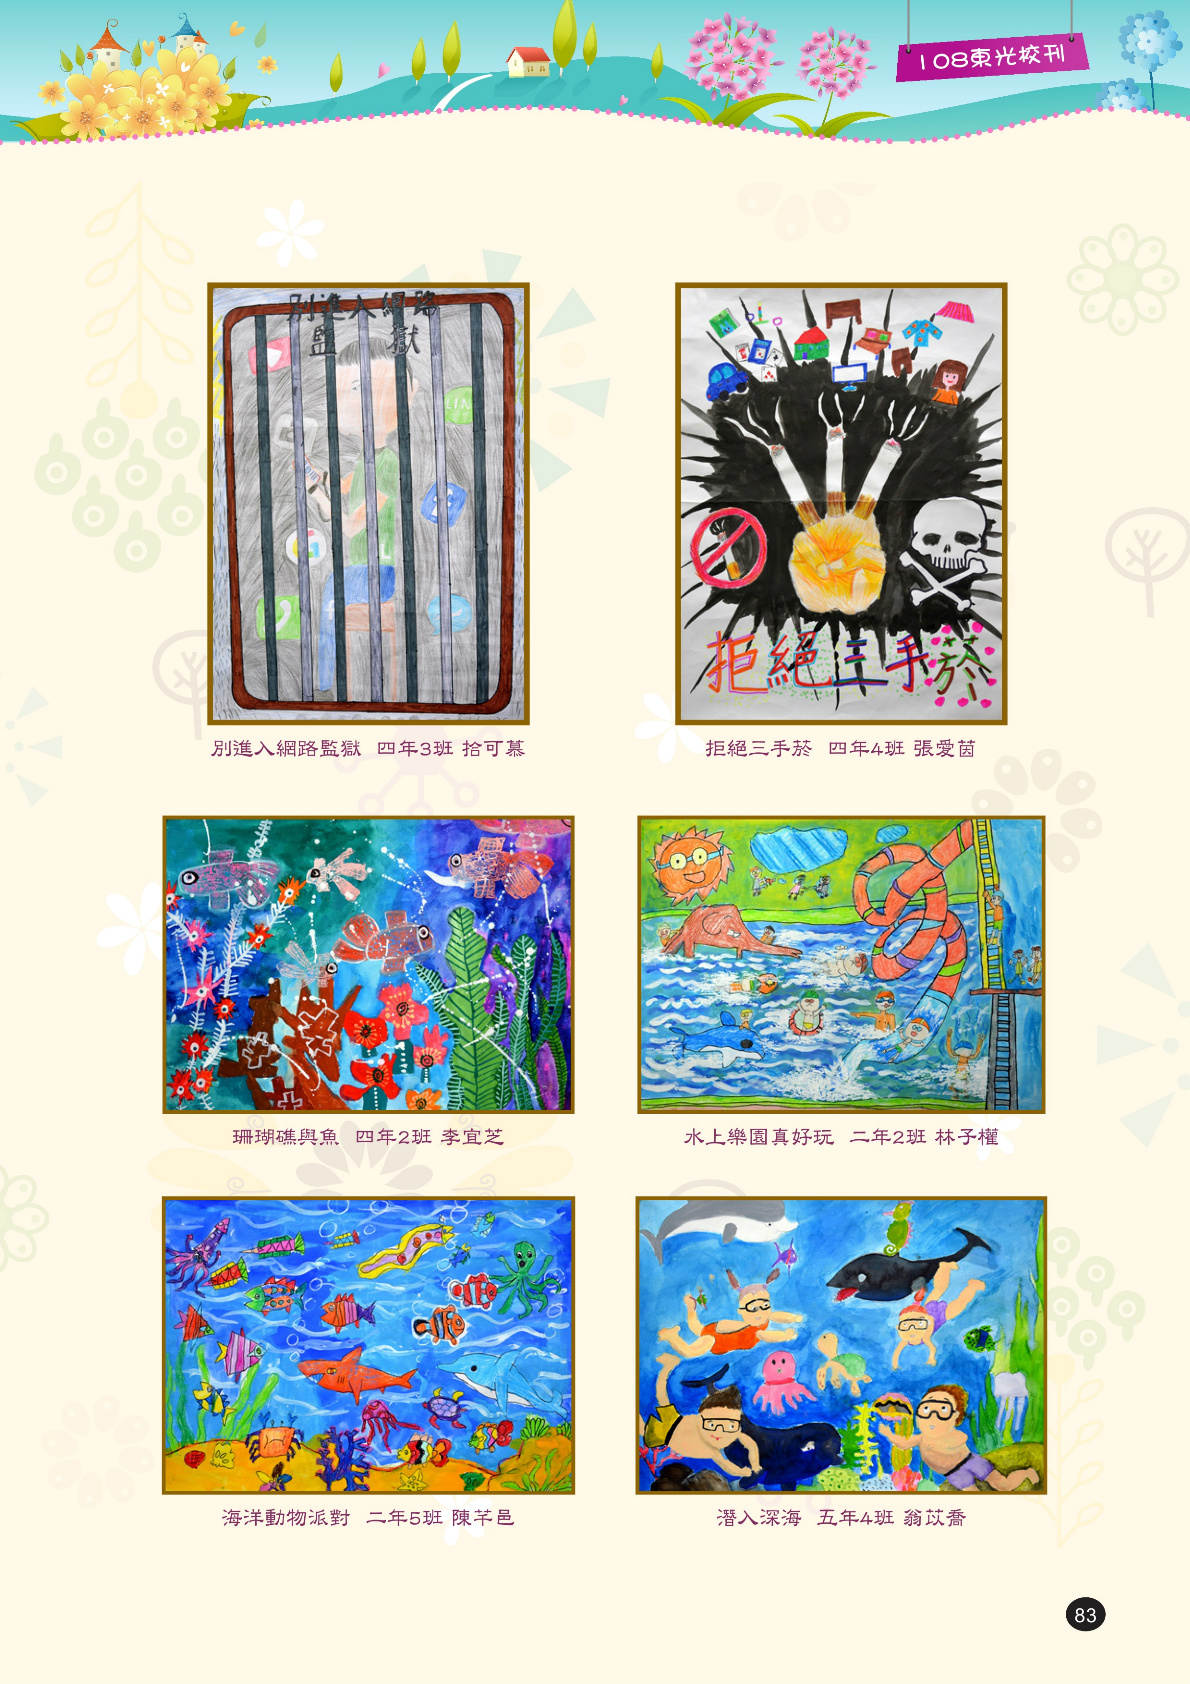 108東光校刊
別進入網路
監獄
LIN
拒絕三手菸
別進入網路監獄 四年3班 拾可慕
拒絕三手菸 四年4班 張愛茵
珊瑚礁與魚 四年2班 李宜芝
水上樂園真好玩 二年2班 林子權
海洋動物派對 二年5班 陳芊邑
潛入深海 五年4班 翁苡喬
83